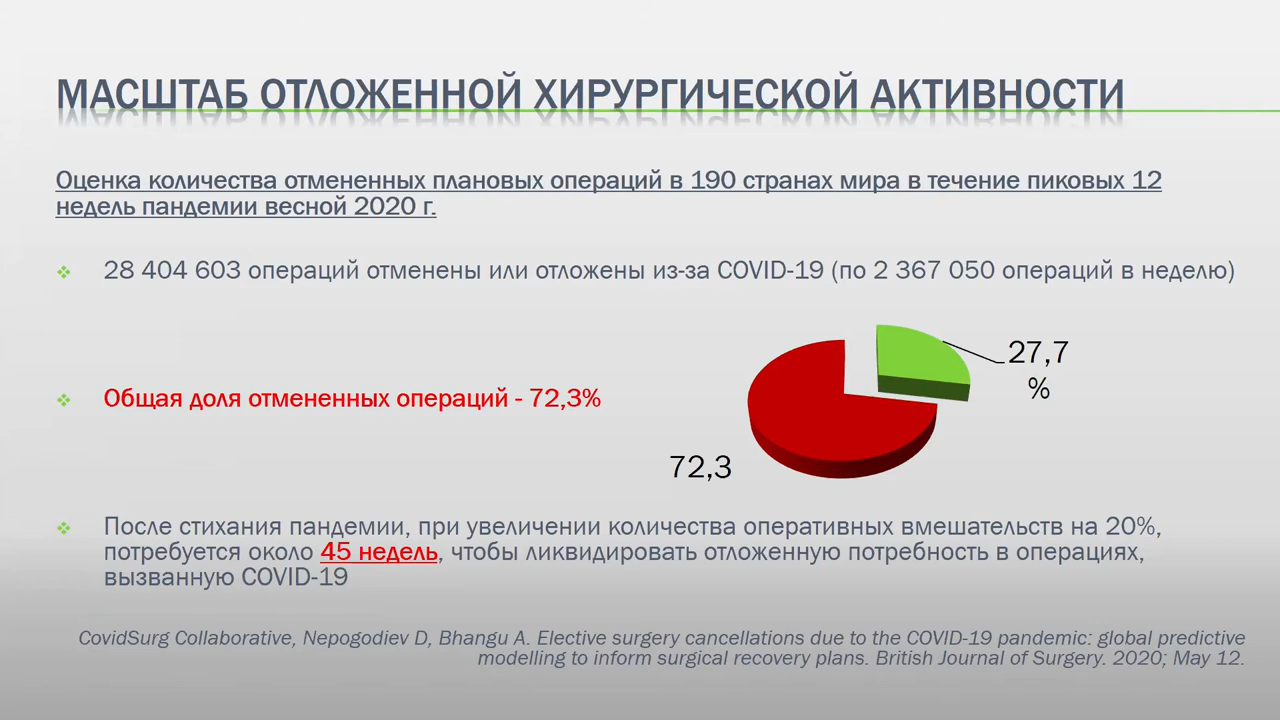 МАСШТАБ ОТЛОЖЕННОЙ ХИРУРГИЧЕСКОЙ АКТИВНОСТИ
Оценка количества отмененных плановых операций в 190 странах мира в течение пиковых 12
недель пандемии весной 2020 г.
28 404 603 операций отменены или отложены из-за COVID-19 (по 2 367 050 операций в неделю)
27,7
%
Общая доля отмененных операций - 72,3%
72,3
После стихания пандемии, при увеличении количества оперативных вмешательств на 20%,
потребуется около 45 недель, чтобы ликвидировать отложенную потребность в операциях,
вызванную COVID-19
CovidSurg Collaborative, Nepogodiev D, Bhangu A. Elective surgery cancellations due to the COVID-19 pandemic: global predictive
modelling to inform surgical recovery plans. British Journal of Surgery. 2020; May 12.